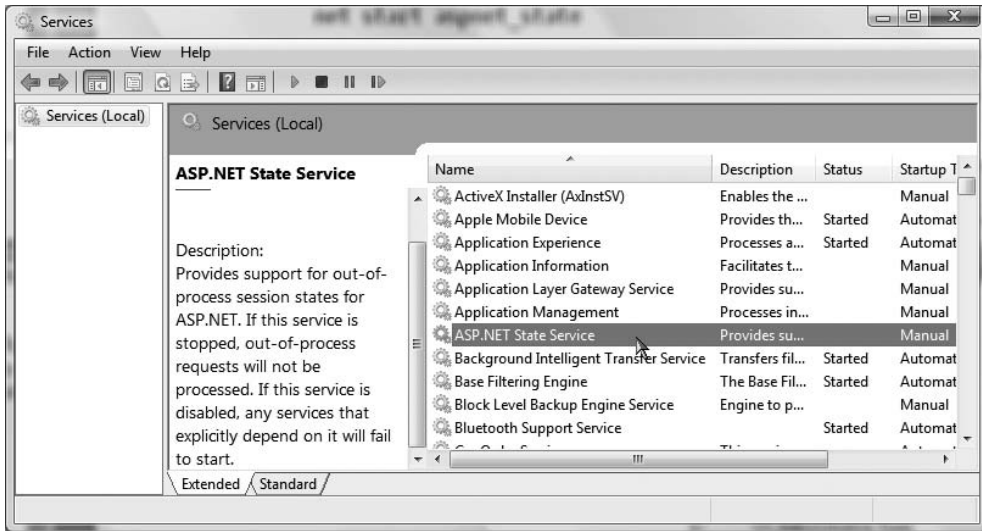 net start aspnet_state
Services
File Action View Help
Services (Local)
Services (Local)
ASP.NET State Service
Description:
Provides support for out-of-
process session states for
ASP.NET. If this service is
stopped, out-of-process
requests will not be
processed. If this service is
disabled, any services that
explicitly depend on it will fail
to start.
Name Description Status Startup T
ActiveX Installer (AxInstSV) Enables the ... Manual
Apple Mobile Device Provides th... Started Automat
Application Experience Processes a... Started Automat
Application Information Facilitates t... Manual
Application Layer Gateway Service Provides su... Manual
Application Management Processes in... Manual
ASP.NET State Service Provides su... Manual
Background Intelligent Transfer Service Transfers fil... Started Automat
Base Filtering Engine The Base Fil... Started Automat
Block Level Backup Engine Service Engine to p... Manual
Bluetooth Support Service Started Automat
Extended Standard